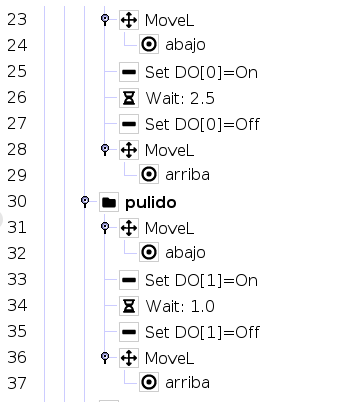 23 MoveL
24 abajo
25 Set DO[0]=On
26 Wait: 2.5
27 Set DO[0]=Off
28 MoveL
29 arriba
30 pulido
31 MoveL
32 abajo
33 Set DO[1]=On
34 Wait: 1.0
35 Set DO[1]=Off
36 MoveL
37 arriba